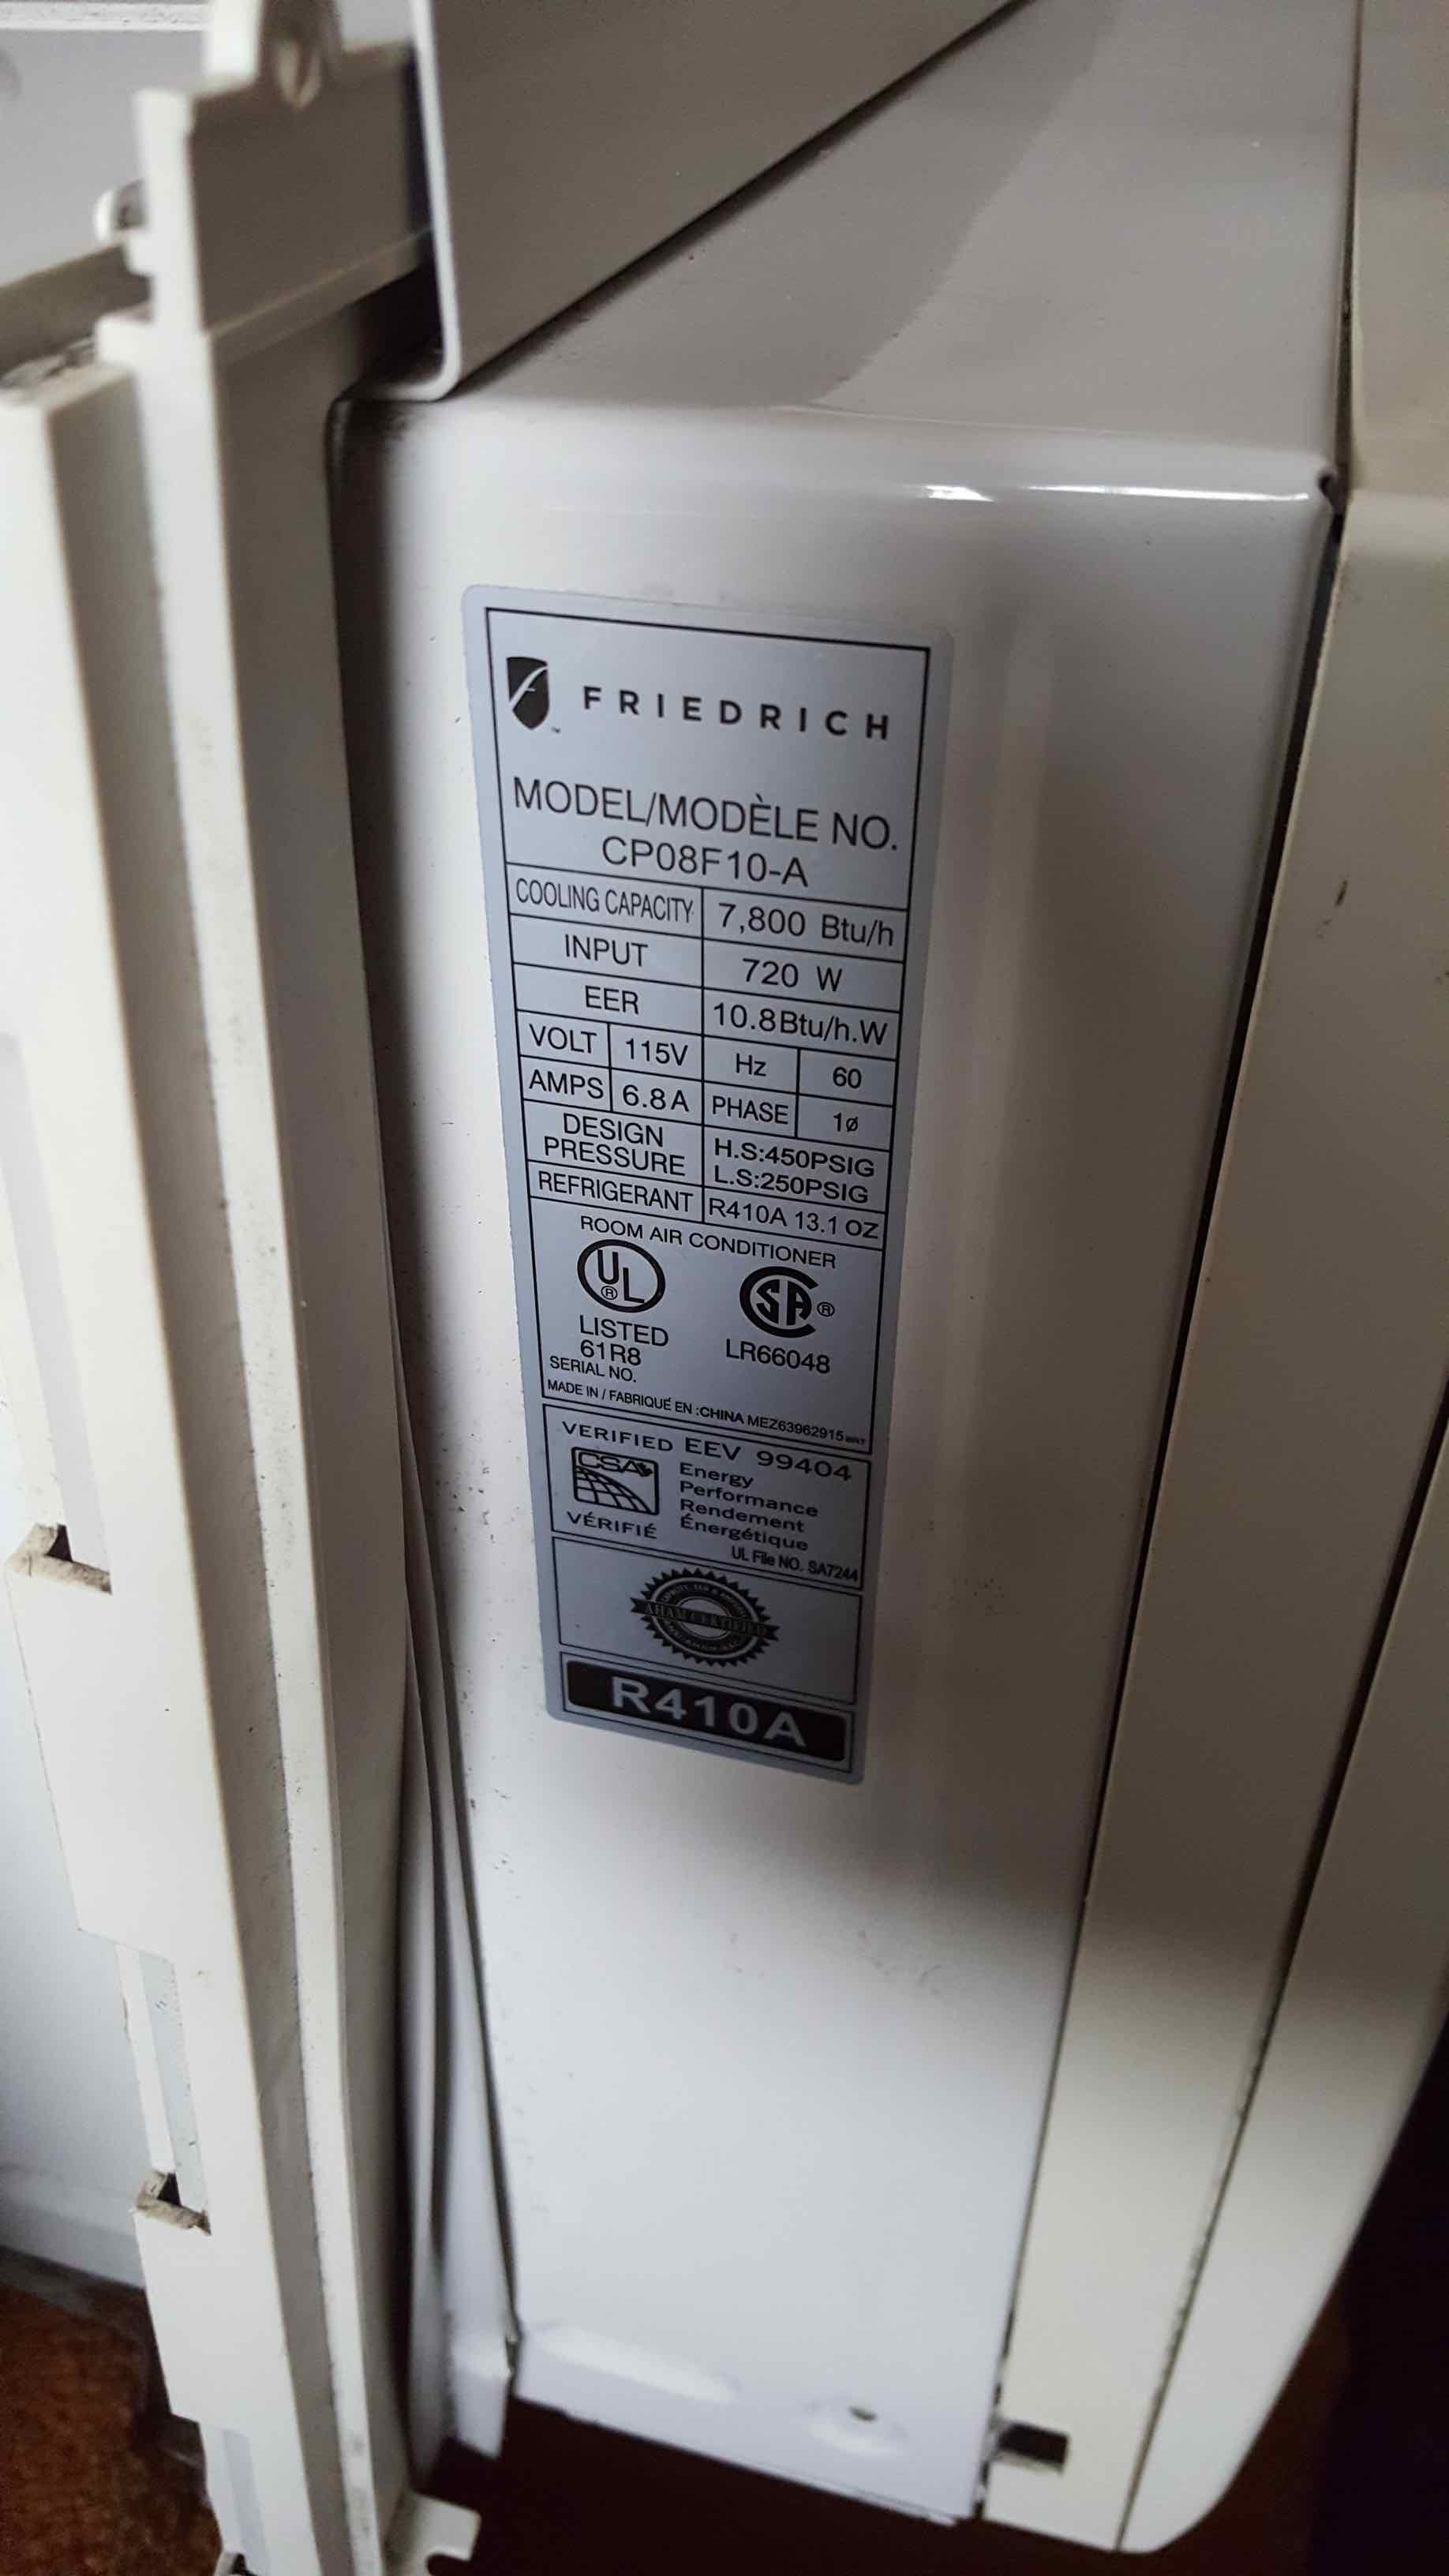 FRIEDRICH
MODEL/MODÈLE NO.
CP08F10-A
COOLING CAPACITY 7,800 Btu/h
INPUT 720 W
EER 10.8Btu/h.W
VOLT 115V Hz 60
AMPS 6.8A PHASE 1ø
DESIGN PRESSURE H.S:450PSIG
L.S:250PSIG
REFRIGERANT R410A 13.1 OZ
ROOM AIR CONDITIONER
UL® SA®
LISTED
61R8 LR66048
SERIAL NO.
MADE IN / FABRIQUÉ EN :CHINA MEZ63962915
VERIFIED EEV 99404
CSA Energy
Performance
Rendement
VÉRIFIÉ Énergétique
UL File NO. SA7244
AHAM CERTIFIED
R410A